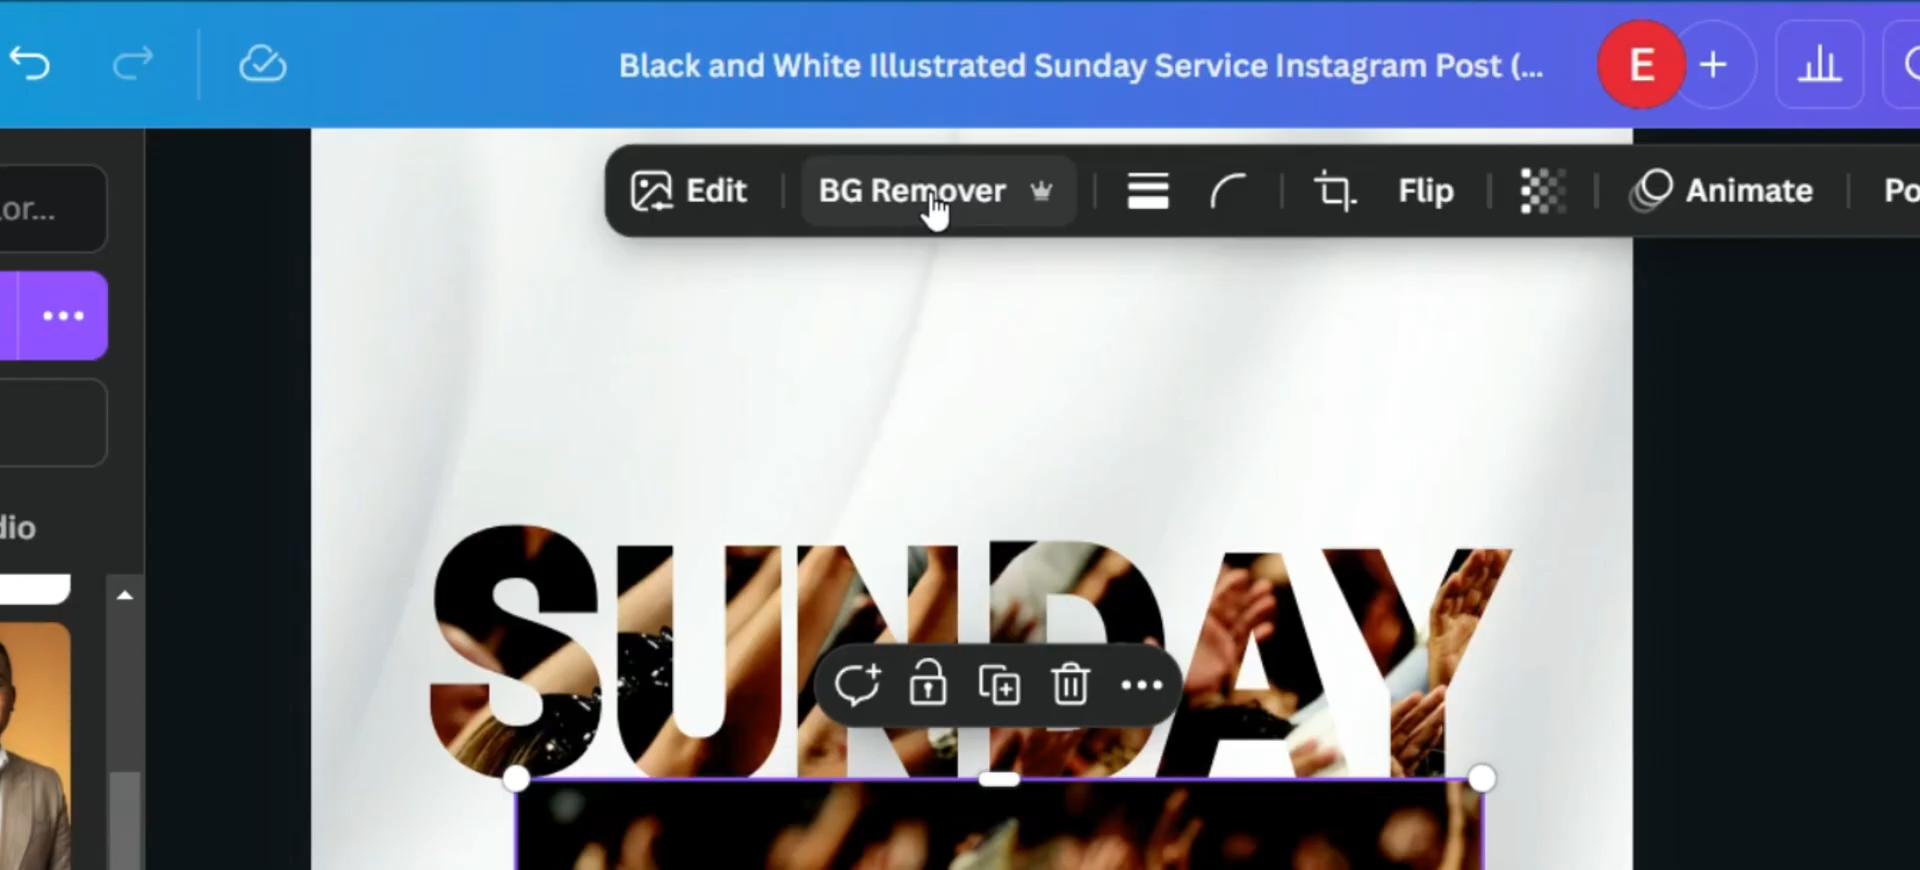 Black and White Illustrated Sunday Service Instagram Post (...
E
or...
Edit
BG Remover
Flip
Animate
Po
dio
SUNDAY